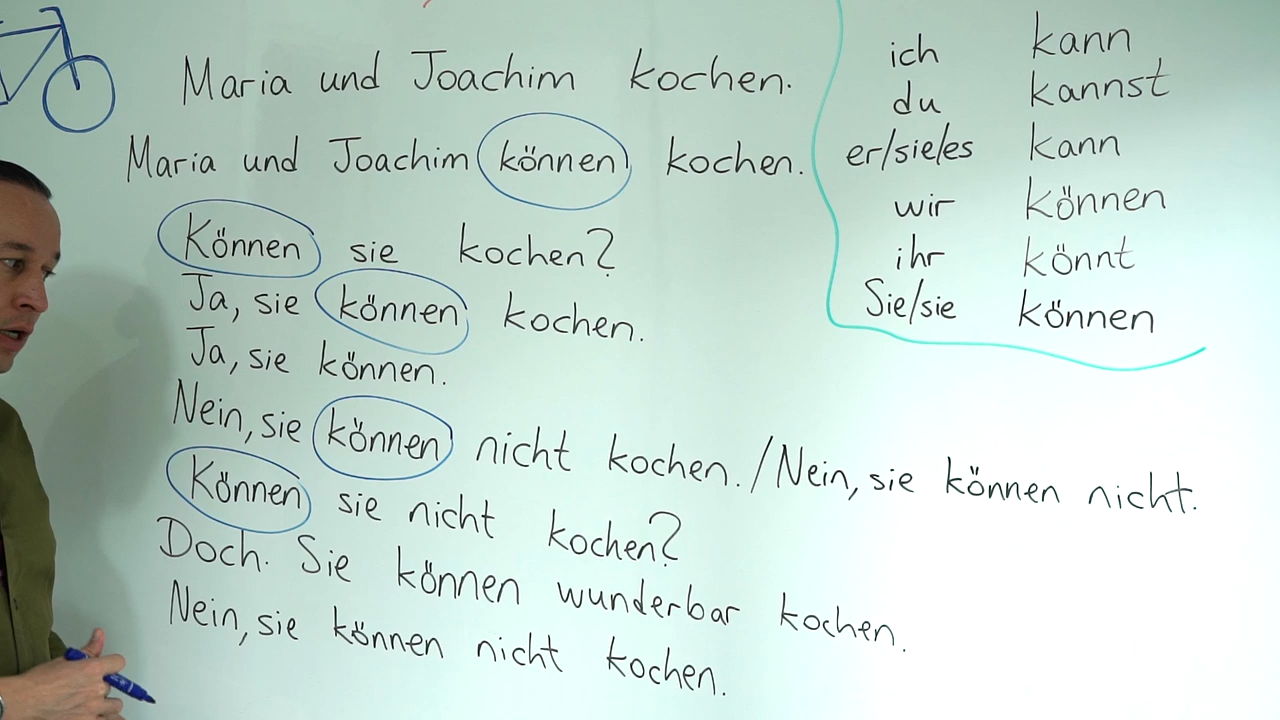 Maria und Joachim kochen.
Maria und Joachim können kochen.
Können sie kochen?
Ja, sie können kochen.
Ja, sie können.
Nein, sie können nicht kochen. / Nein, sie können nicht.
Können sie nicht kochen?
Doch. Sie können wunderbar kochen.
Nein, sie können nicht kochen.
ich kann
du kannst
er/sie/es kann
wir können
ihr könnt
Sie/sie können